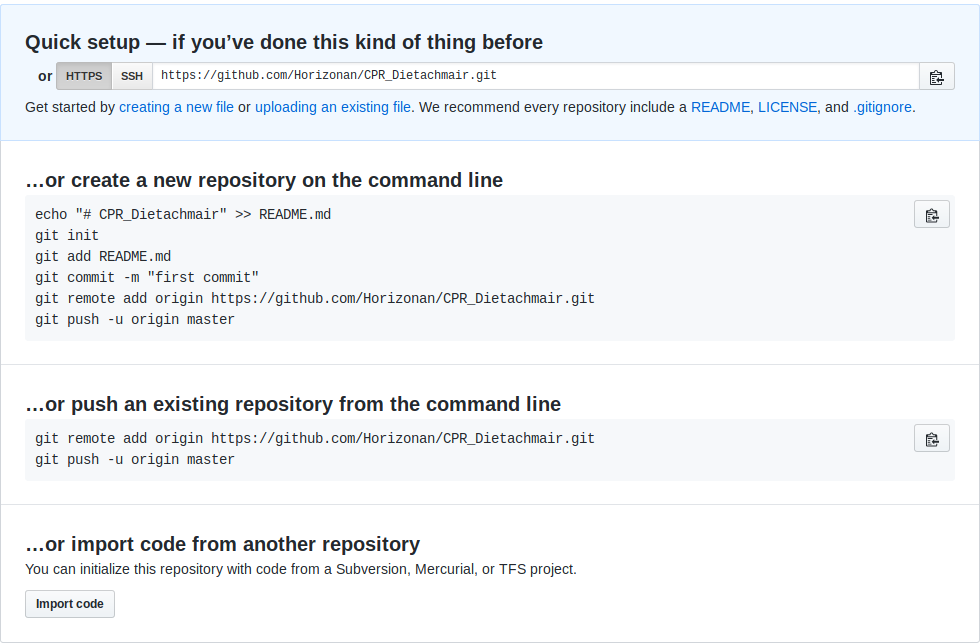 Quick setup — if you’ve done this kind of thing before
or HTTPS SSH https://github.com/Horizonan/CPR_Dietachmair.git
Get started by creating a new file or uploading an existing file. We recommend every repository include a README, LICENSE, and .gitignore.
…or create a new repository on the command line
echo "# CPR_Dietachmair" >> README.md
git init
git add README.md
git commit -m "first commit"
git remote add origin https://github.com/Horizonan/CPR_Dietachmair.git
git push -u origin master
…or push an existing repository from the command line
git remote add origin https://github.com/Horizonan/CPR_Dietachmair.git
git push -u origin master
…or import code from another repository
You can initialize this repository with code from a Subversion, Mercurial, or TFS project.
Import code